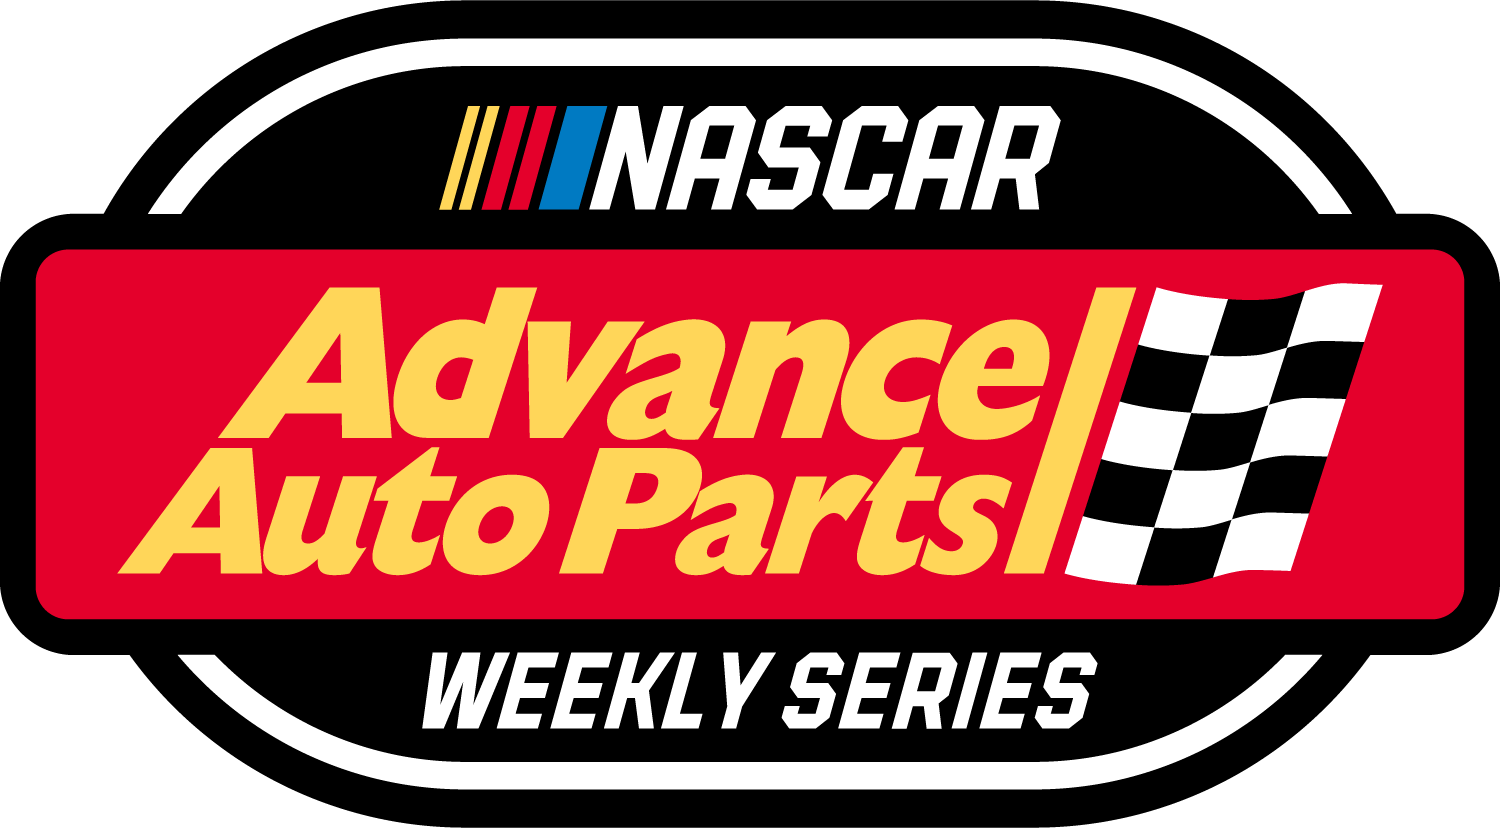 NASCAR
Advance
Auto Parts
WEEKLY SERIES